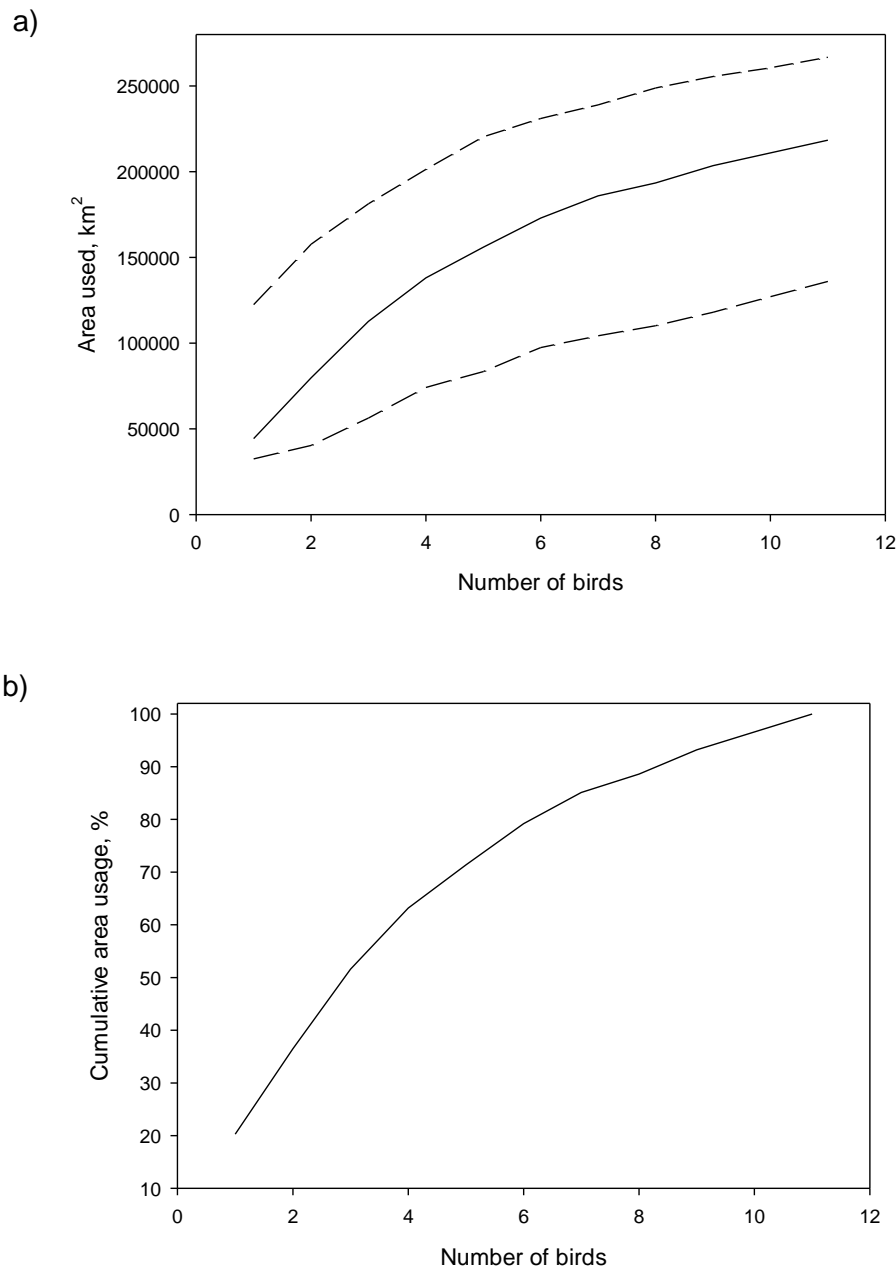 a)
Area used, km²
250000
200000
150000
100000
50000
0
0 2 4 6 8 10 12
Number of birds
b)
Cumulative area usage, %
100
90
80
70
60
50
40
30
20
10
0 2 4 6 8 10 12
Number of birds